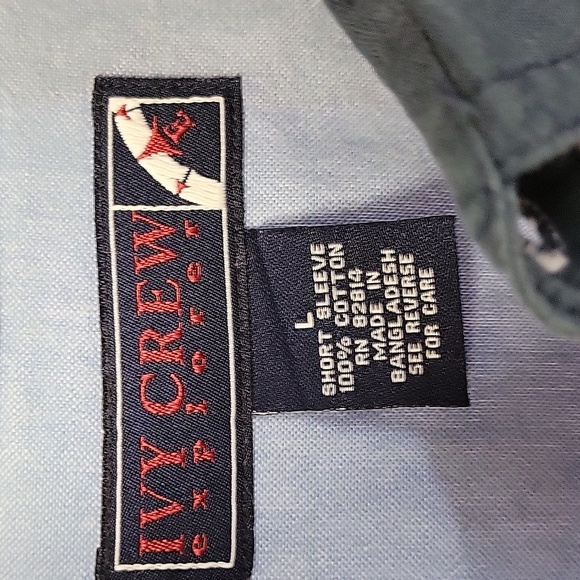 IVY CREW
explorer
L
SHORT SLEEVE
100% COTTON
RN 82814
MADE IN
BANGLADESH
SEE REVERSE
FOR CARE